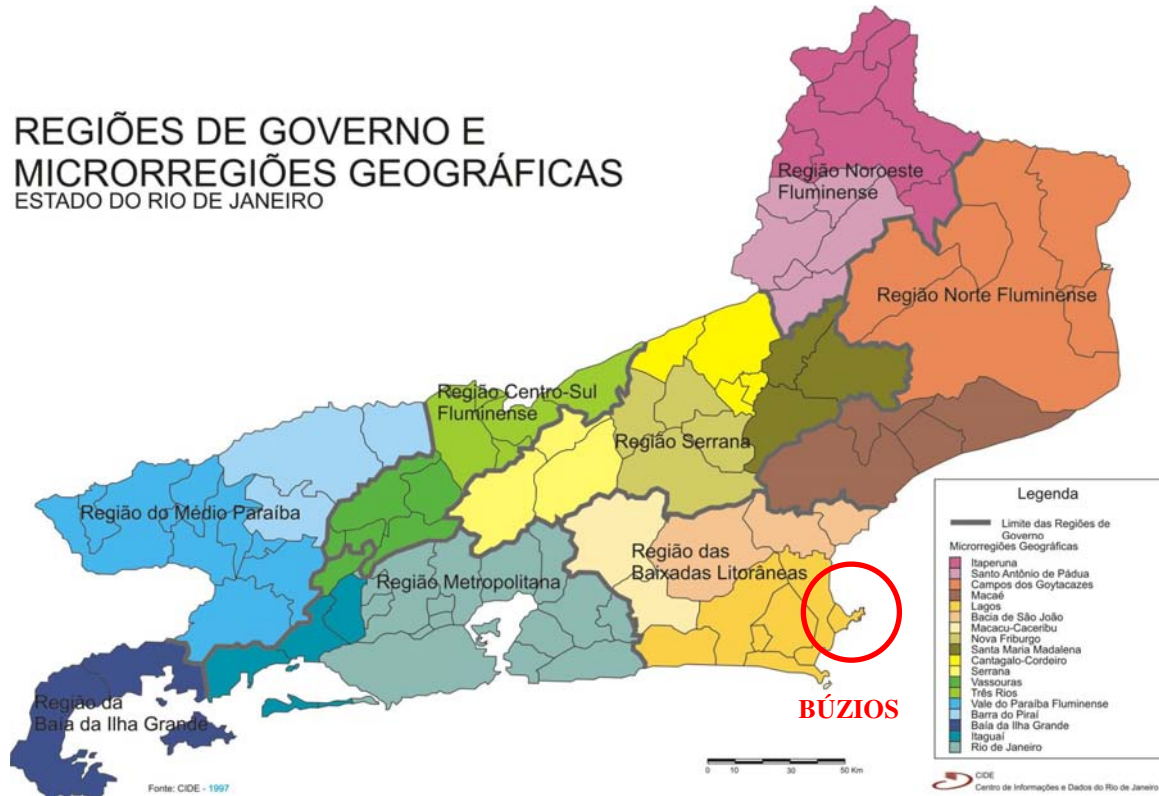 REGIÕES DE GOVERNO E
MICRORREGIÕES GEOGRÁFICAS
ESTADO DO RIO DE JANEIRO
Região Noroeste
Fluminense
Região Norte Fluminense
Região Centro-Sul
Fluminense
Região Serrana
Região do Médio Paraíba
Região das
Baixadas Litorâneas
Região Metropolitana
Região da
Baía da Ilha Grande
BÚZIOS
Legenda
Limite das Regiões de
Governo
Microrregiões Geográficas
Itaperuna
Santo Antônio de Pádua
Campos dos Goytacazes
Macaé
Lagos
Bacia de São João
Macacu-Caceribu
Nova Friburgo
Santa Maria Madalena
Cantagalo-Cordeiro
Serrana
Vassouras
Três Rios
Vale do Paraíba Fluminense
Barra do Piraí
Baía da Ilha Grande
Itaguaí
Rio de Janeiro
0 10 20 30 40 50 Km
Fonte: CIDE - 1997
CIDE
Centro de Informações e Dados do Rio de Janeiro